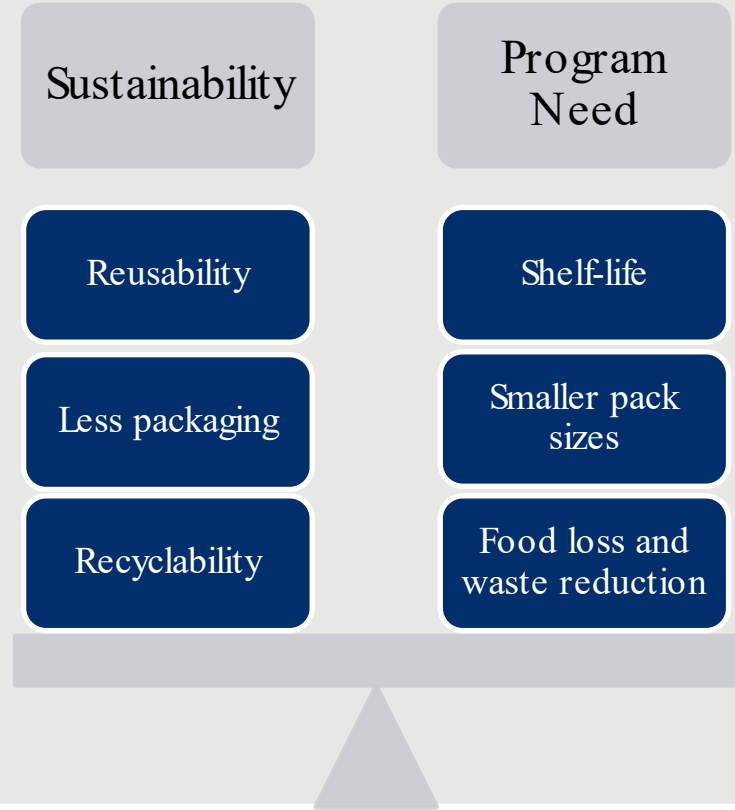 Sustainability
Reusability
Less packaging
Recyclability
Program
Need
Shelf-life
Smaller pack
sizes
Food loss and
waste reduction